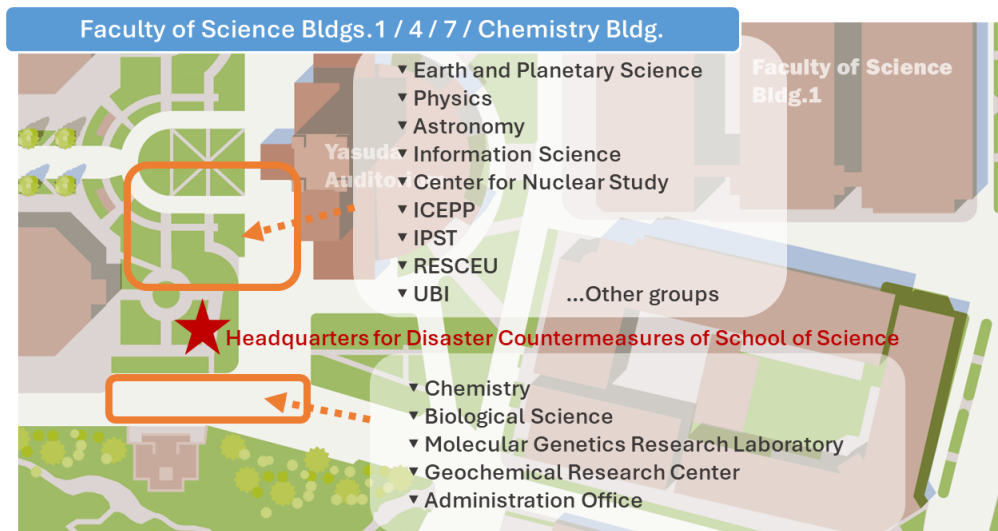 Faculty of Science Bldgs.1 / 4 / 7 / Chemistry Bldg.
▼ Earth and Planetary Science
▼ Physics
▼ Astronomy
▼ Information Science
▼ Center for Nuclear Study
▼ ICEPP
▼ IPST
▼ RESCEU
▼ UBI ...Other groups
Faculty of Science
Bldg.1
Yasuda
Headquarters for Disaster Countermeasures of School of Science
▼ Chemistry
▼ Biological Science
▼ Molecular Genetics Research Laboratory
▼ Geochemical Research Center
▼ Administration Office